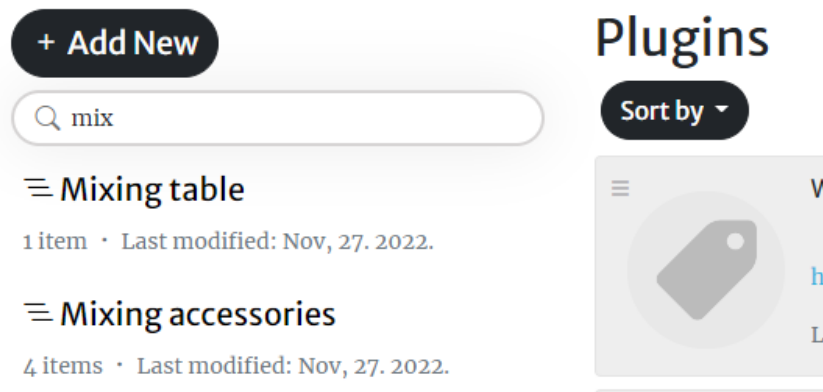 + Add New
mix
Mixing table
1 item · Last modified: Nov, 27. 2022.
Mixing accessories
4 items · Last modified: Nov, 27. 2022.
Plugins
Sort by